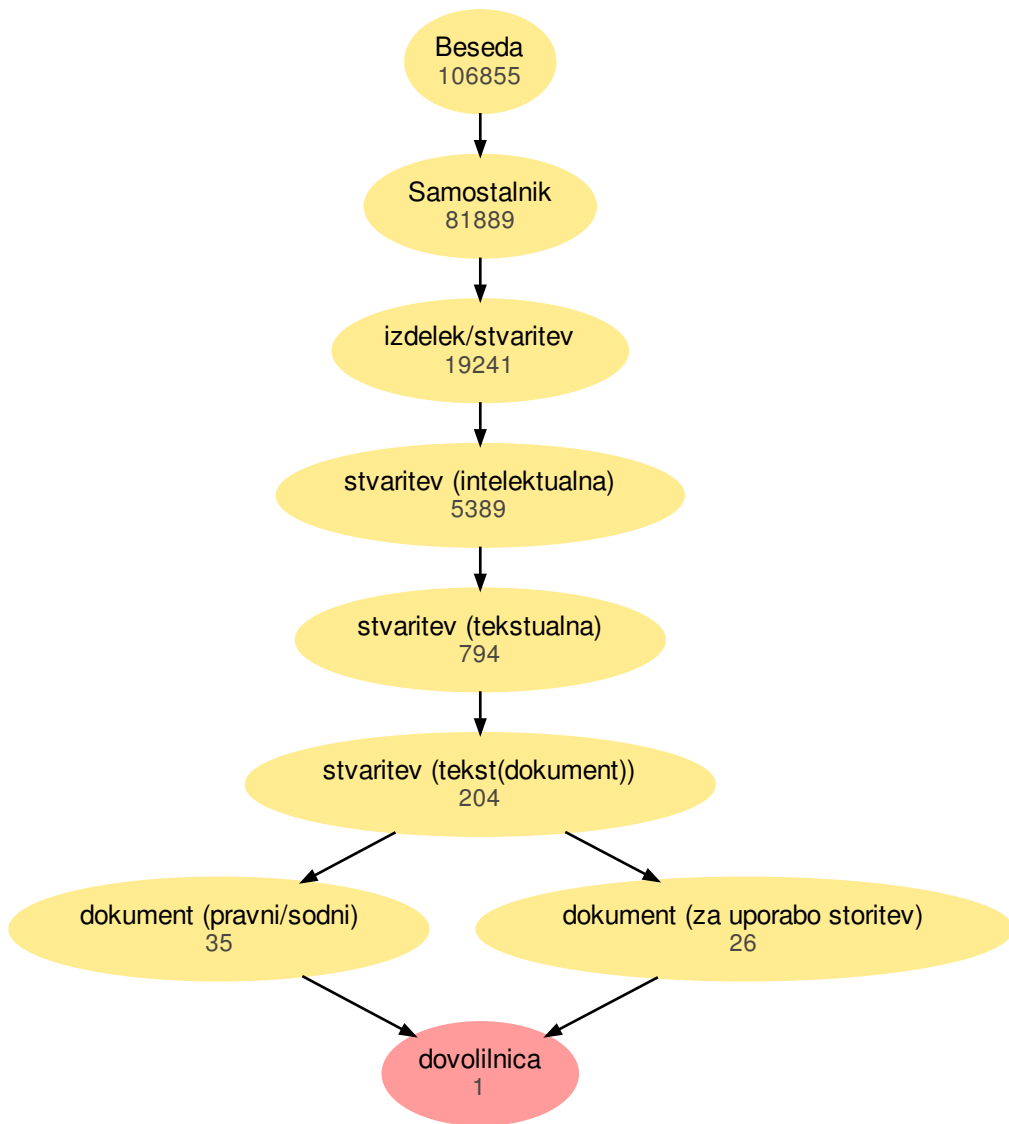 Beseda
106855
Samostalnik
81889
izdelek/stvaritev
19241
stvaritev (intelektualna)
5389
stvaritev (tekstualna)
794
stvaritev (tekst(dokument))
204
dokument (pravni/sodni)
35
dokument (za uporabo storitev)
26
dovolilnica
1